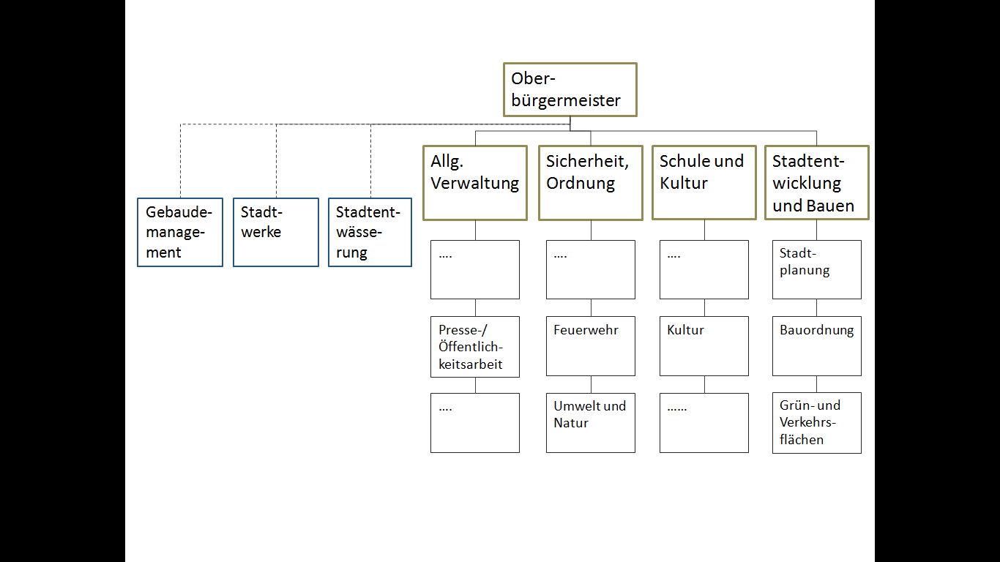 Ober-
bürgermeister
Allg.
Verwaltung
Sicherheit,
Ordnung
Schule und
Kultur
Stadtent-
wicklung
und Bauen
Gebaude-
manage-
ment
Stadt-
werke
Stadtent-
wässe-
rung
....
....
....
Stadt-
planung
Presse-/
Öffentlich-
keitsarbeit
Feuerwehr
Kultur
Bauordnung
....
Umwelt und
Natur
......
Grün- und
Verkehrs-
flächen